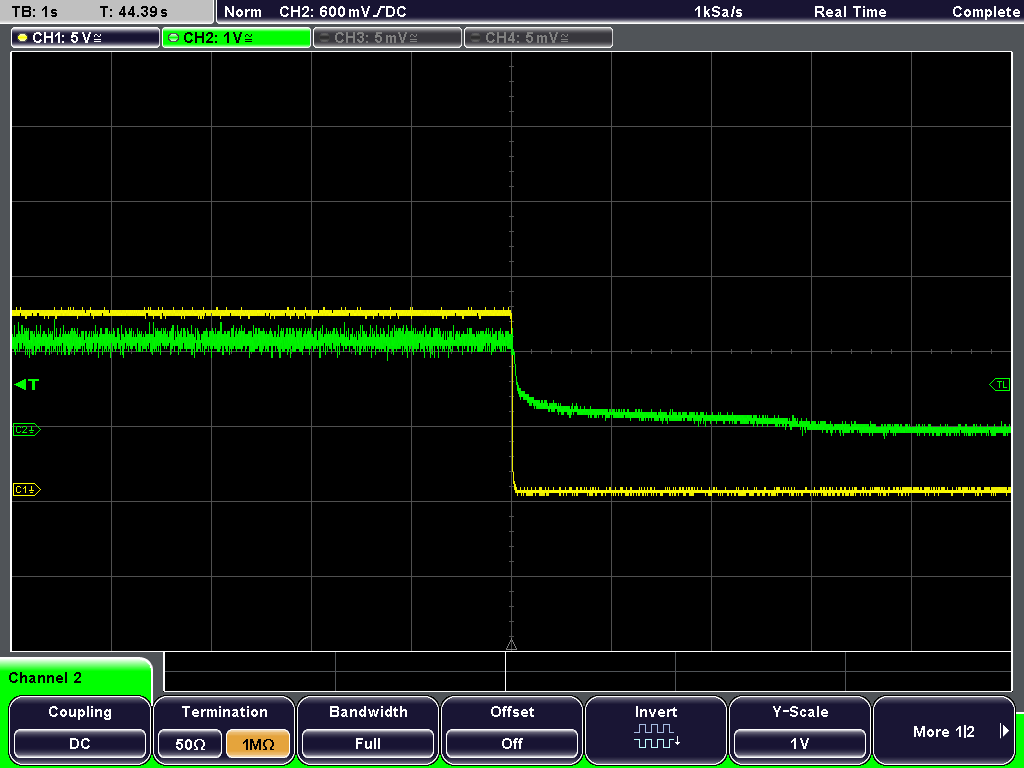 TB: 1s T: 44.39s Norm CH2: 600mV DC 1kSa/s Real Time Complete
CH1: 5V≅ CH2: 1V≅ CH3: 5mV≅ CH4: 5mV≅
T TL
C2
C1
Channel 2
Coupling Termination Bandwidth Offset Invert Y-Scale More 1|2
DC 50Ω 1MΩ Full Off 1V